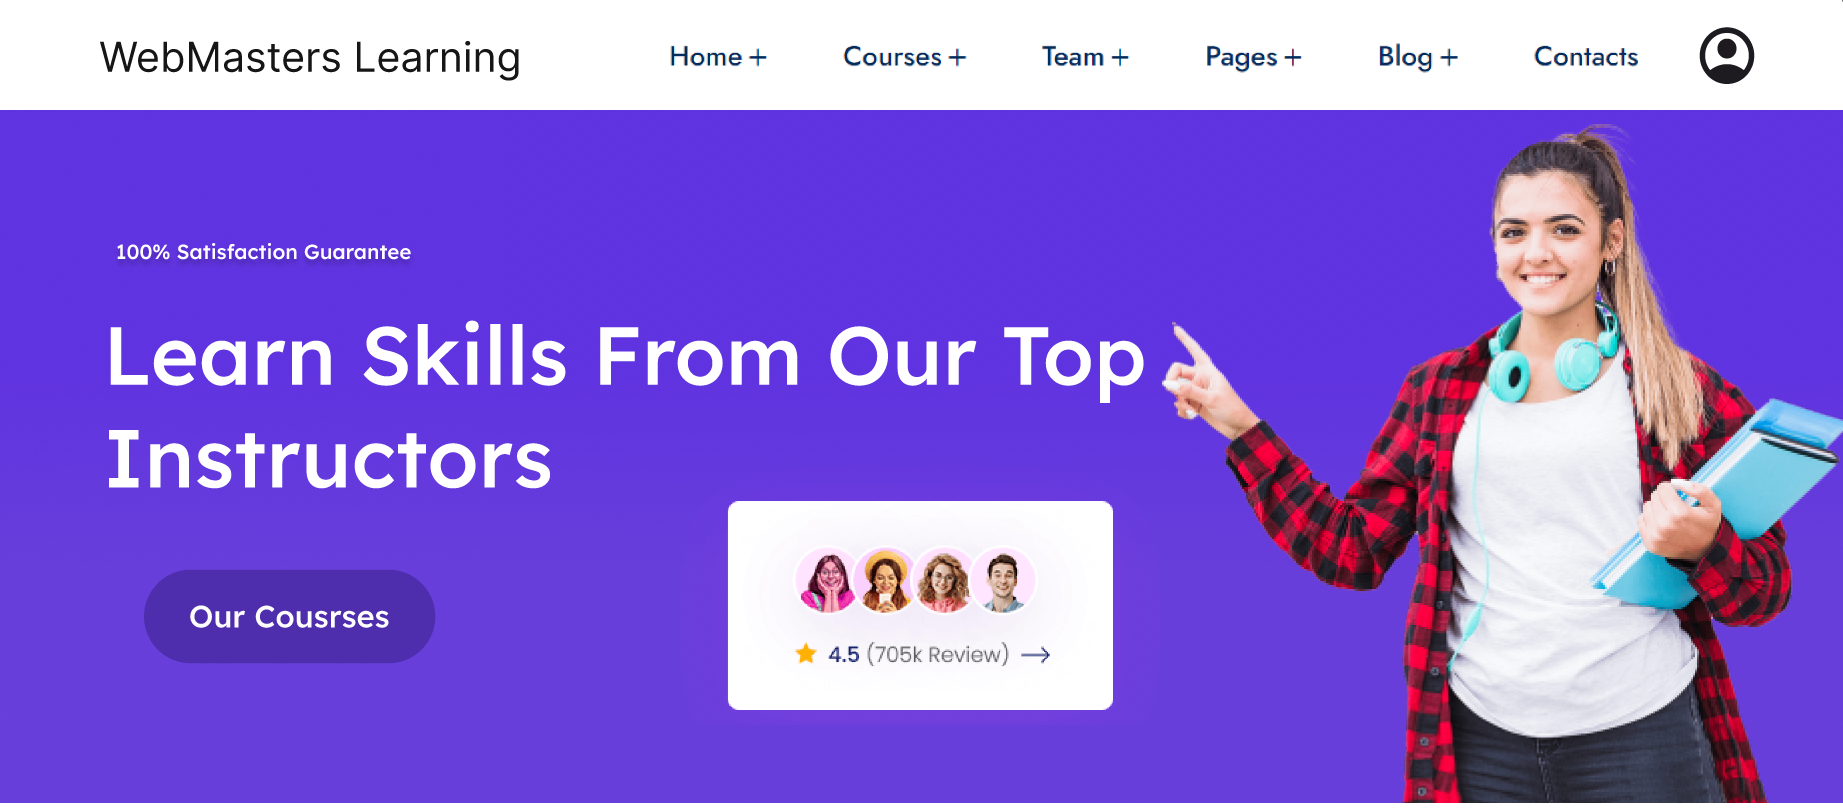 WebMasters Learning
Home + Courses + Team + Pages + Blog + Contacts
100% Satisfaction Guarantee
Learn Skills From Our Top
Instructors
Our Cousrses
4.5 (705k Review)